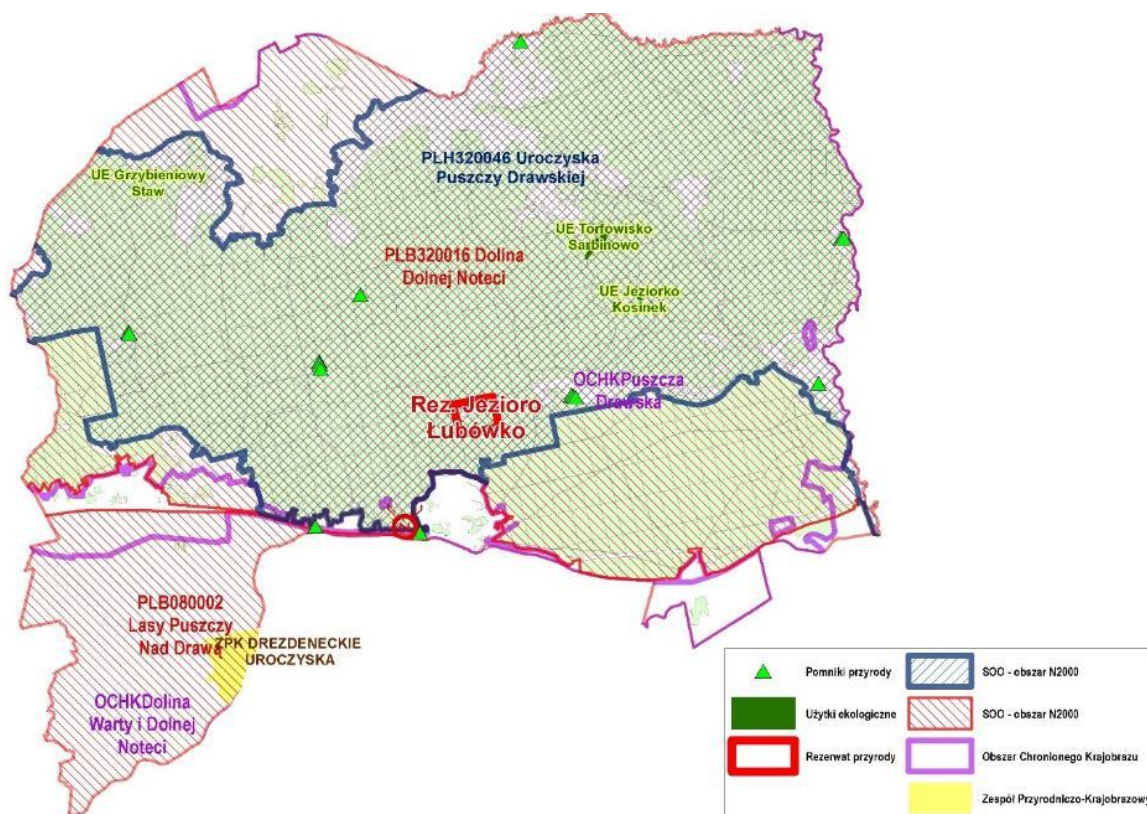 PLH320046 Uroczyska
Puszczy Drawskiej
UE Grzybieniowy
Staw
UE Torfowisko
Sarbinowo
PLB320016 Dolina
Dolnej Noteci
UE Jeziorko
Kosinek
OCHKPuszcza
Drawska
Rez. Jezioro
Łubówko
PLB080002
Lasy Puszczy
Nad Drawą
ZPK DREZDENECKIE
UROCZYSKA
OCHKDolina
Warty i Dolnej
Noteci
Pomniki przyrody
SOO - obszar N2000
Użytki ekologiczne
SOO - obszar N2000
Rezerwat przyrody
Obszar Chronionego Krajobrazu
Zespół Przyrodniczo-Krajobrazowy